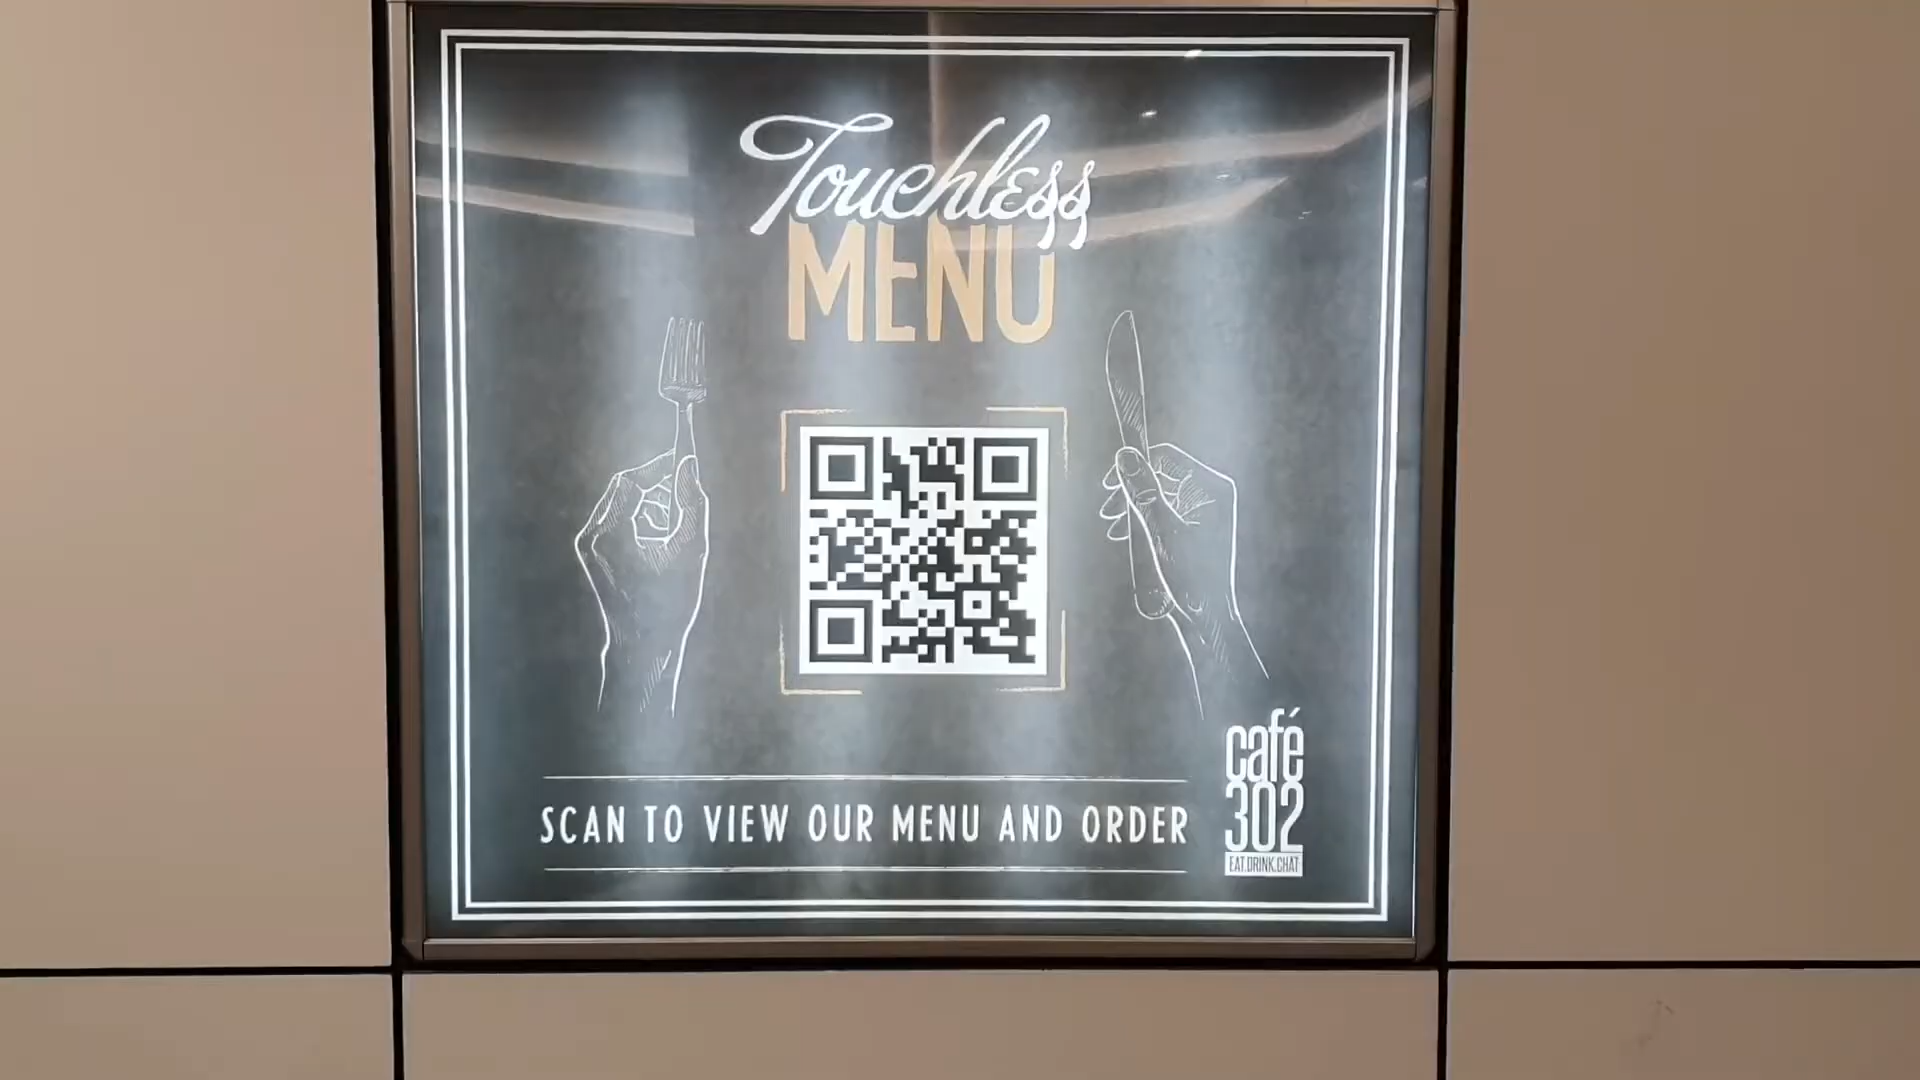 Touchless
MENU
SCAN TO VIEW OUR MENU AND ORDER
café
302
EAT.DRINK.CHAT